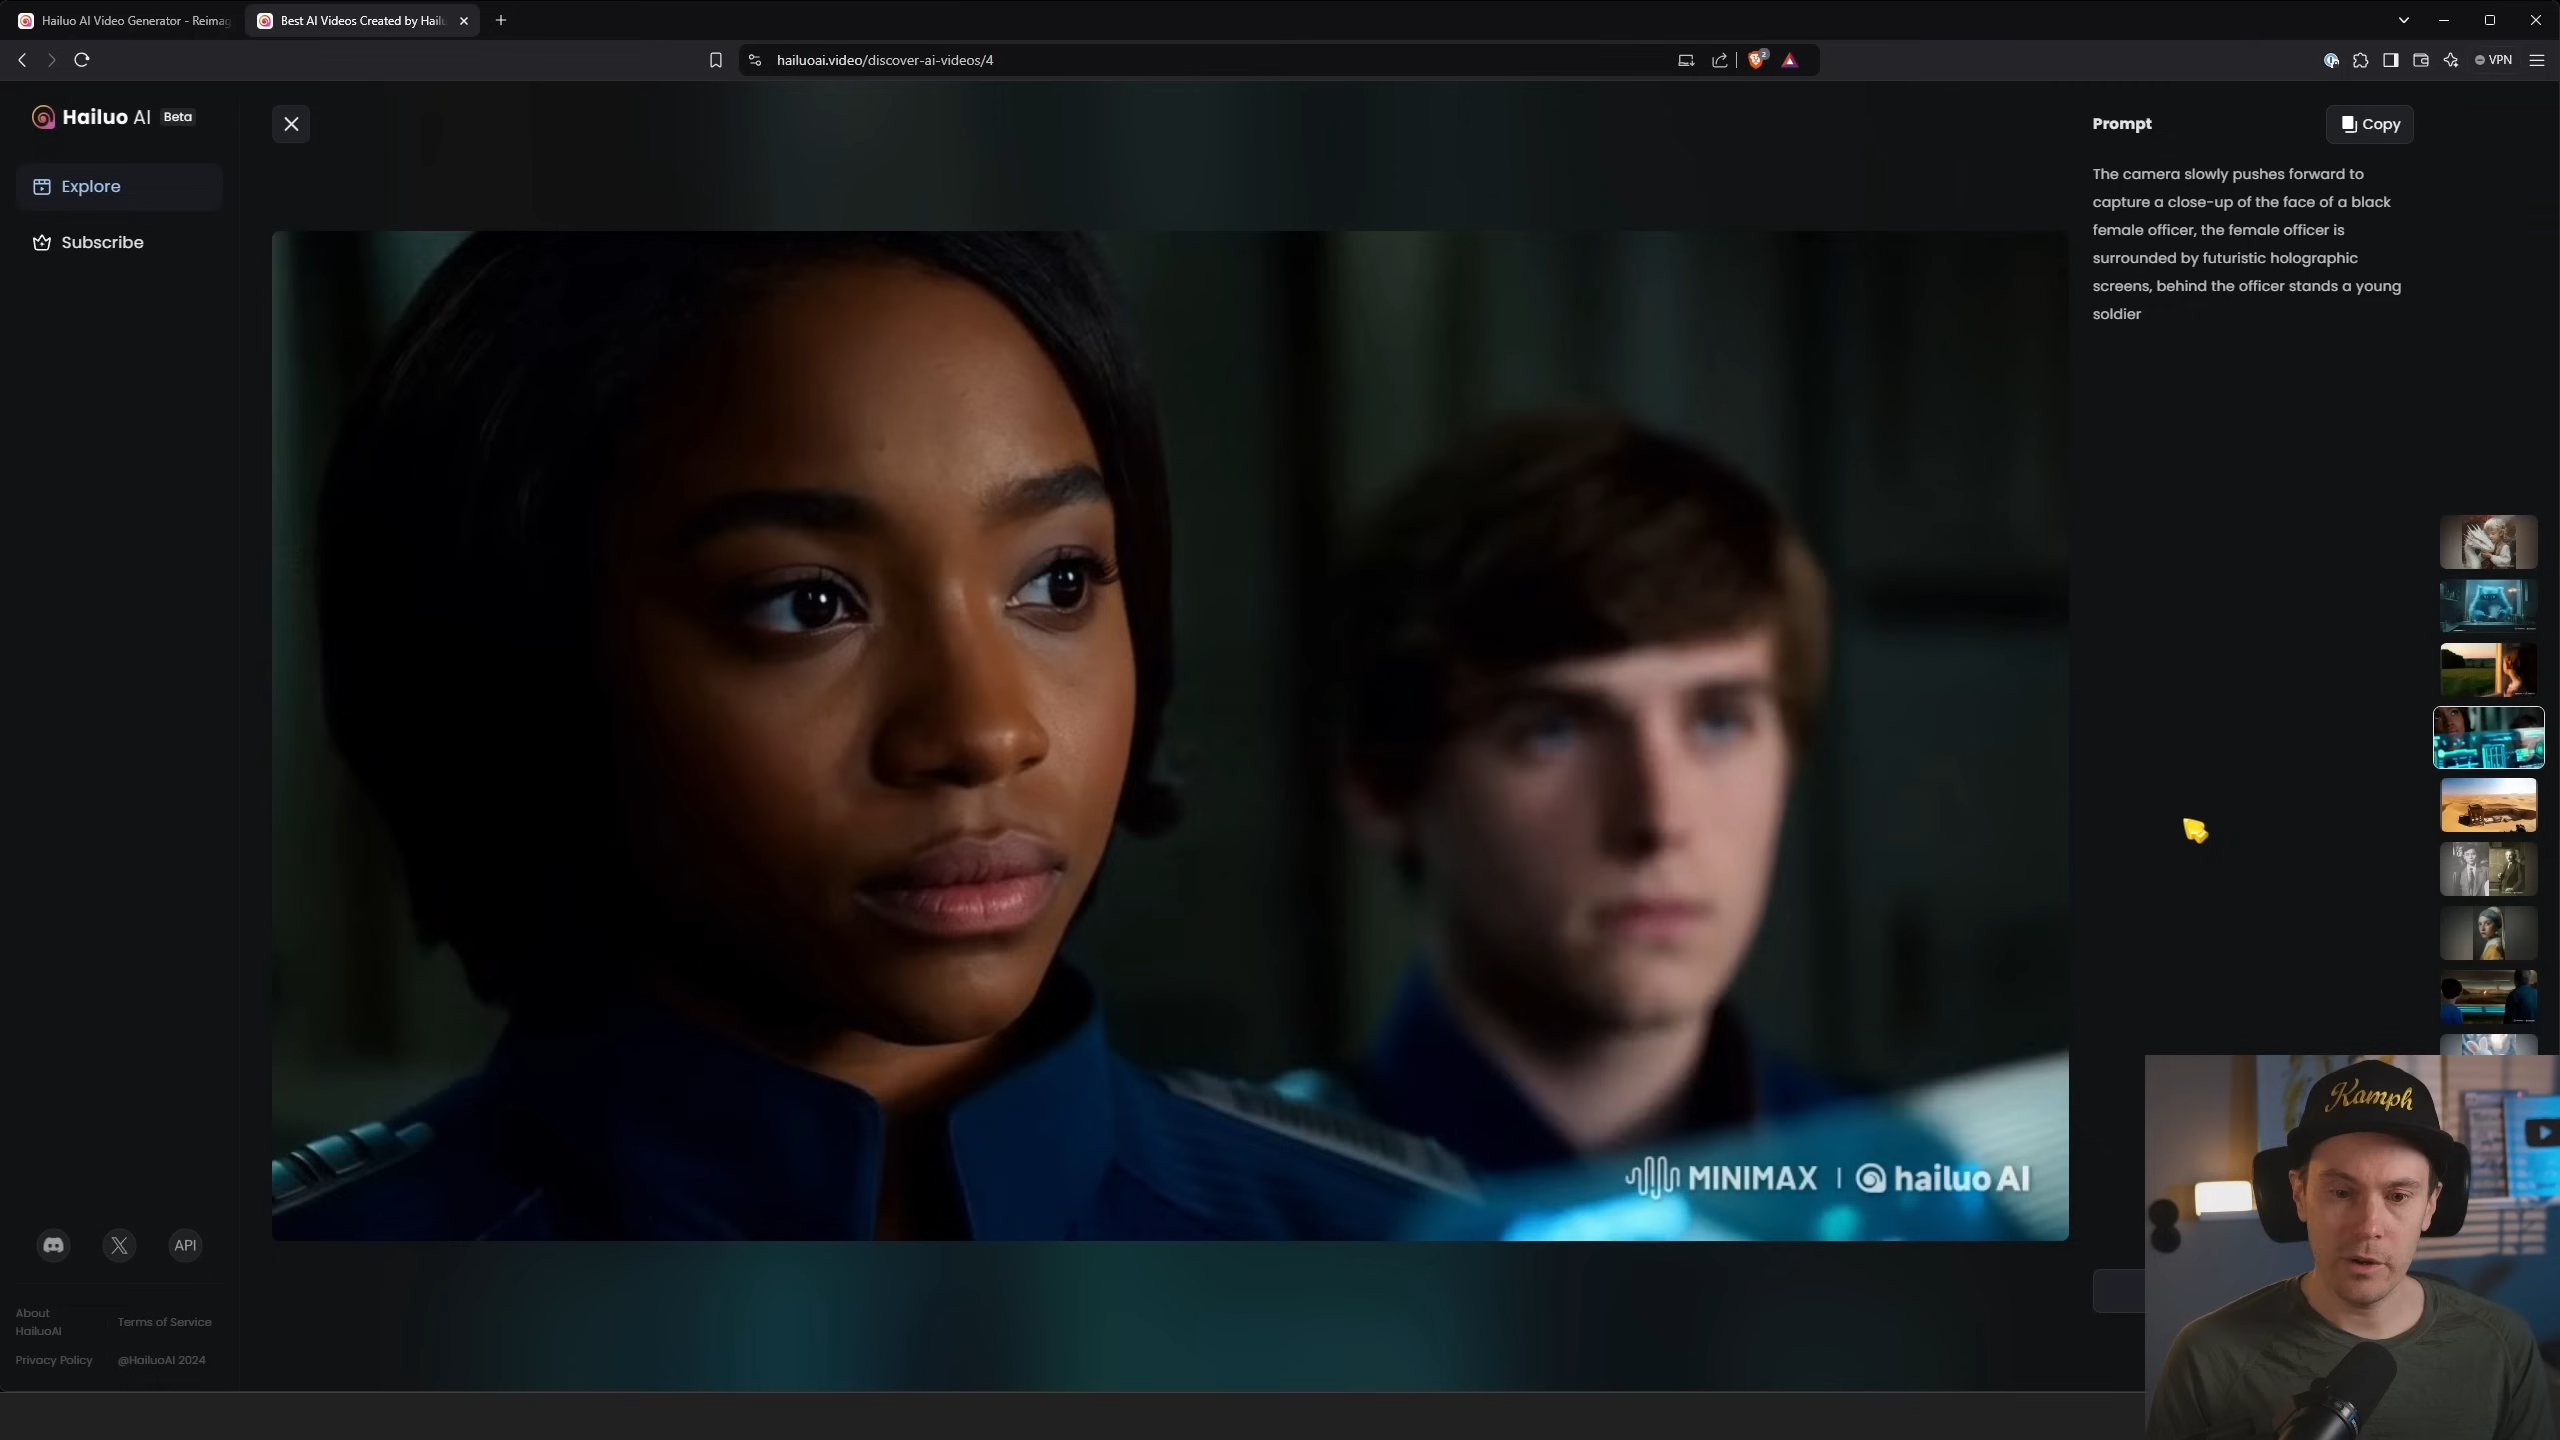 Hailuo AI Video Generator - Reimag
Best AI Videos Created by Hail
hailuoai.video/discover-ai-videos/4
2
VPN
Hailuo AI Beta
Explore
Subscribe
Prompt
Copy
The camera slowly pushes forward to
capture a close-up of the face of a black
female officer, the female officer is
surrounded by futuristic holographic
screens, behind the officer stands a young
soldier
MINIMAX | hailuo AI
Kamph
API
About
HailuoAI
Terms of Service
Privacy Policy
@HailuoAI 2024